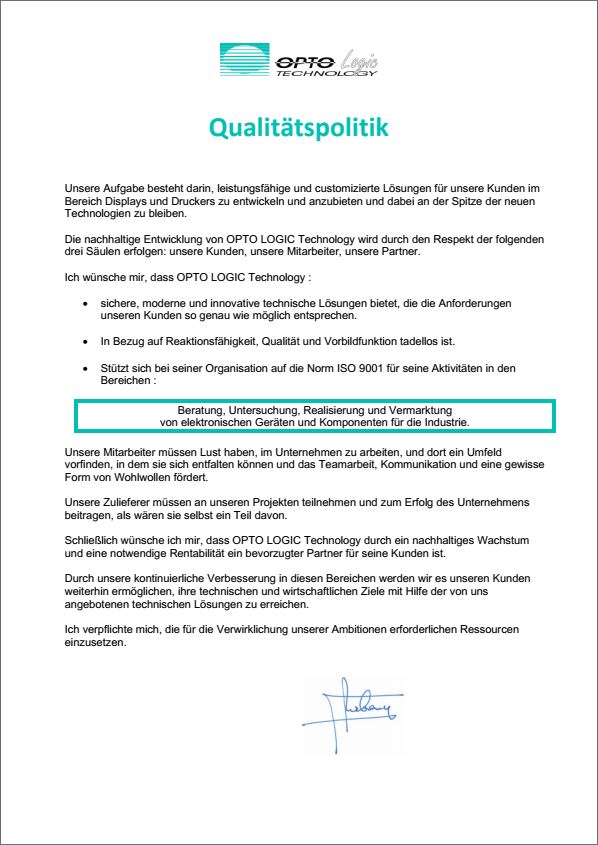 OPTO Logic
TECHNOLOGY
Qualitätspolitik
Unsere Aufgabe besteht darin, leistungsfähige und customizierte Lösungen für unsere Kunden im
Bereich Displays und Druckers zu entwickeln und anzubieten und dabei an der Spitze der neuen
Technologien zu bleiben.
Die nachhaltige Entwicklung von OPTO LOGIC Technology wird durch den Respekt der folgenden
drei Säulen erfolgen: unsere Kunden, unsere Mitarbeiter, unsere Partner.
Ich wünsche mir, dass OPTO LOGIC Technology :
• sichere, moderne und innovative technische Lösungen bietet, die die Anforderungen
unseren Kunden so genau wie möglich entsprechen.
• In Bezug auf Reaktionsfähigkeit, Qualität und Vorbildfunktion tadellos ist.
• Stützt sich bei seiner Organisation auf die Norm ISO 9001 für seine Aktivitäten in den
Bereichen :
Beratung, Untersuchung, Realisierung und Vermarktung
von elektronischen Geräten und Komponenten für die Industrie.
Unsere Mitarbeiter müssen Lust haben, im Unternehmen zu arbeiten, und dort ein Umfeld
vorfinden, in dem sie sich entfalten können und das Teamarbeit, Kommunikation und eine gewisse
Form von Wohlwollen fördert.
Unsere Zulieferer müssen an unseren Projekten teilnehmen und zum Erfolg des Unternehmens
beitragen, als wären sie selbst ein Teil davon.
Schließlich wünsche ich mir, dass OPTO LOGIC Technology durch ein nachhaltiges Wachstum
und eine notwendige Rentabilität ein bevorzugter Partner für seine Kunden ist.
Durch unsere kontinuierliche Verbesserung in diesen Bereichen werden wir es unseren Kunden
weiterhin ermöglichen, ihre technischen und wirtschaftlichen Ziele mit Hilfe der von uns
angebotenen technischen Lösungen zu erreichen.
Ich verpflichte mich, die für die Verwirklichung unserer Ambitionen erforderlichen Ressourcen
einzusetzen.